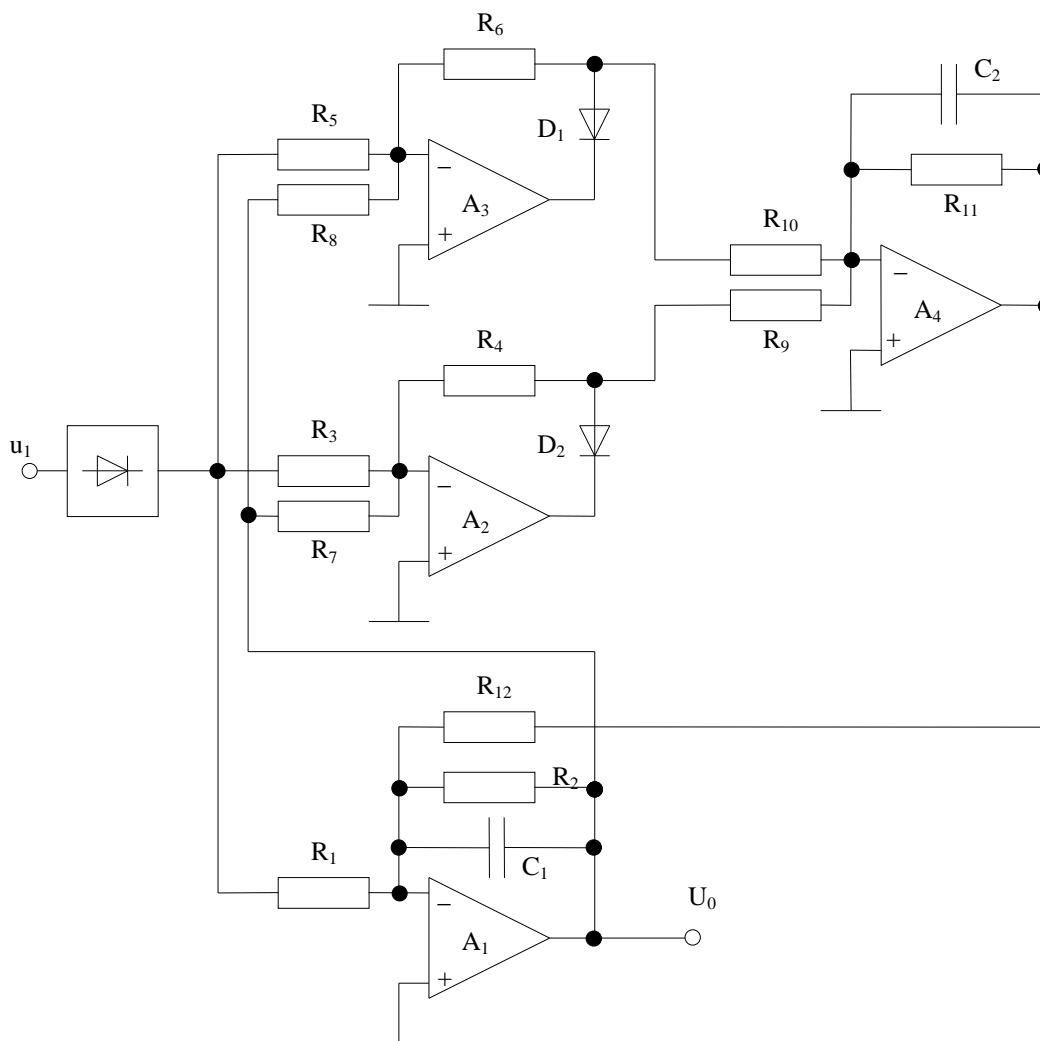 R₆
C₂
R₅
D₁
−
A₃
R₈
+
R₁₁
R₁₀
−
A₄
R₉
+
R₄
u₁
R₃
D₂
−
A₂
R₇
+
R₁₂
R₂
R₁
C₁
−
U₀
A₁
+